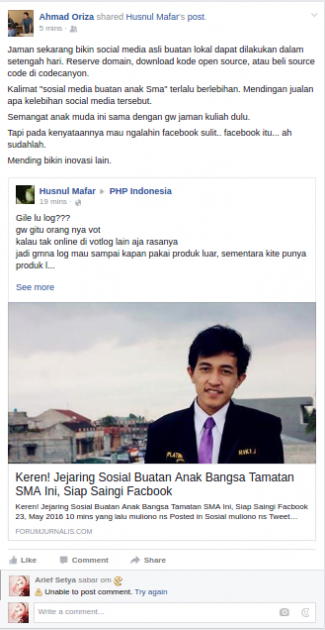 Ahmad Oriza shared Husnul Mafar's post.
5 mins ·
Jaman sekarang bikin social media asli buatan lokal dapat dilakukan dalam
setengah hari. Reserve domain, download kode open source, atau beli source
code di codecanyon.
Kalimat "sosial media buatan anak Sma" terlalu berlebihan. Mendingan jualan
apa kelebihan social media tersebut.
Semangat anak muda ini sama dengan gw jaman kuliah dulu.
Tapi pada kenyataannya mau ngalahin facebook sulit.. facebook itu... ah
sudahlah.
Mending bikin inovasi lain.
Husnul Mafar ▸ PHP Indonesia
19 mins ·
Gile lu log???
gw gitu orang nya vot
kalau tak online di votlog lain aja rasanya
jadi gmna log mau sampai kapan pakai produk luar, sementara kite punya
produk l...
See more
Keren! Jejaring Sosial Buatan Anak Bangsa Tamatan
SMA Ini, Siap Saingi Facbook
Keren! Jejaring Sosial Buatan Anak Bangsa Tamatan SMA Ini, Siap Saingi Facbook
23, May 2016 10 mins yang lalu muliono ns Posted in Sosial muliono ns Tweet...
FORUMJURNALIS.COM
Like Comment Share
Arief Setya sabar om
Unable to post comment. Try again
Write a comment...